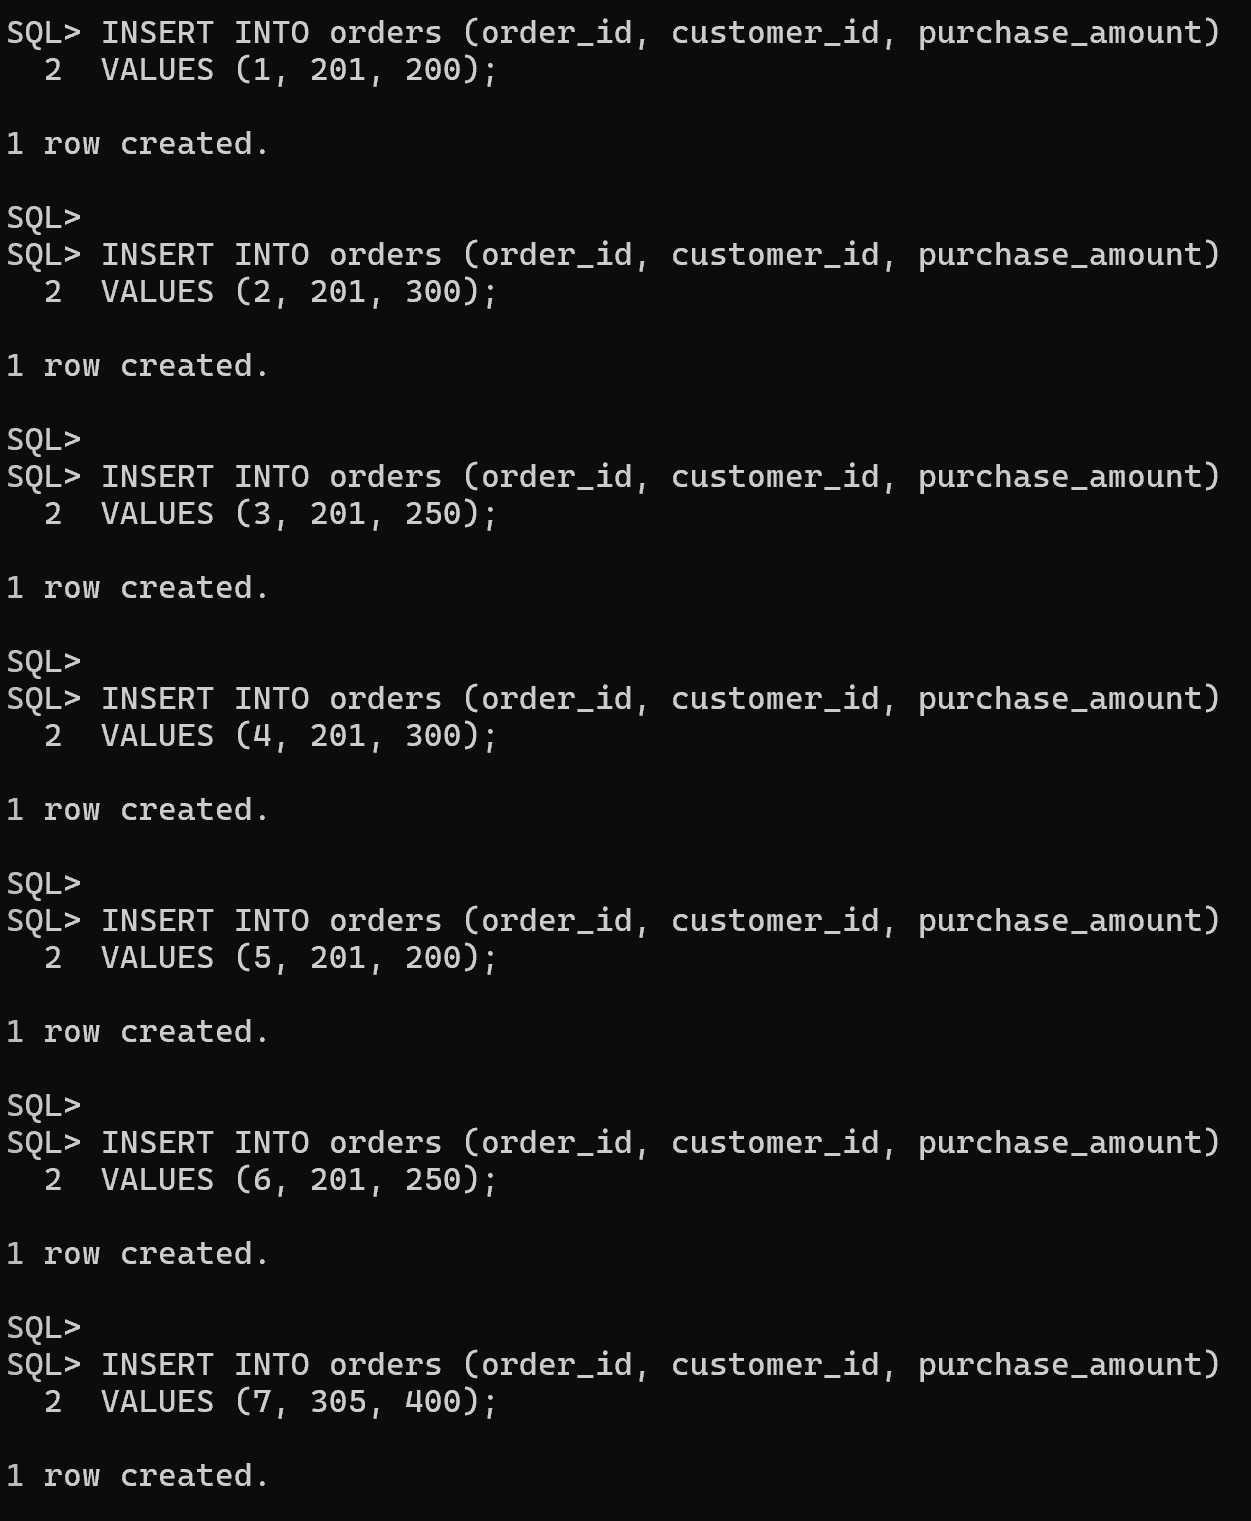 SQL> INSERT INTO orders (order_id, customer_id, purchase_amount)
  2  VALUES (1, 201, 200);
1 row created.
SQL>
SQL> INSERT INTO orders (order_id, customer_id, purchase_amount)
  2  VALUES (2, 201, 300);
1 row created.
SQL>
SQL> INSERT INTO orders (order_id, customer_id, purchase_amount)
  2  VALUES (3, 201, 250);
1 row created.
SQL>
SQL> INSERT INTO orders (order_id, customer_id, purchase_amount)
  2  VALUES (4, 201, 300);
1 row created.
SQL>
SQL> INSERT INTO orders (order_id, customer_id, purchase_amount)
  2  VALUES (5, 201, 200);
1 row created.
SQL>
SQL> INSERT INTO orders (order_id, customer_id, purchase_amount)
  2  VALUES (6, 201, 250);
1 row created.
SQL>
SQL> INSERT INTO orders (order_id, customer_id, purchase_amount)
  2  VALUES (7, 305, 400);
1 row created.